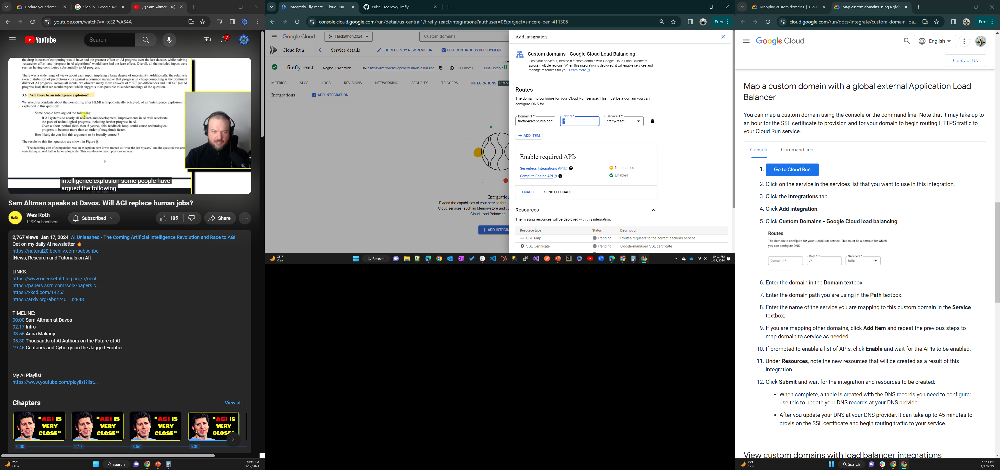 Update your domain
Sign in - Google Acc
(7) Sam Altman
youtube.com/watch?v=-tcE2PvAS4A
YouTube
Search
7
the drop in costs of computing would have had the greatest effect on AI progress over the last decade, while halving
'researcher effort' and 'progress in AI algorithms' would have had the least effect. Overall, all the included inputs were
seen as having contributed substantially to AI progress.
There was a wide range of views about each input, implying a large degree of uncertainty. Additionally, the relatively
even distribution of predictions cuts against a common narrative that progress in cheap computing is the dominant
driver of AI progress. Across all inputs, we observe many more answers of "0%" (no difference) and "100%" (all AI
progress lost) than we would expect, which suggests to us possible misunderstandings of the question.
3.6 Will there be an intelligence explosion?
We asked respondents about the possibility, after HLMI is hypothetically achieved, of an 'intelligence explosion,'
explained in this question:
Some people have argued the following:
If AI systems do nearly all research and development, improvements in AI will accelerate
the pace of technological progress, including further progress in AI.
Over a short period (less than 5 years), this feedback loop could cause technological
progress to become more than an order of magnitude faster.
How likely do you find this argument to be broadly correct?
The results to this first question are shown in Figure 6.
3The declining cost of computation was an exception; here it was framed as "over the last n years," and the question was abo
costs falling around half as far on a log scale. This was done to match previous surveys.
9
intelligence explosion some people have
argued the following
Sam Altman speaks at Davos. Will AGI replace human jobs?
WES ROTH
Wes Roth
119K subscribers
Subscribed
185
Share
2,767 views Jan 17, 2024 AI Unleashed - The Coming Artificial Intelligence Revolution and Race to AGI
Get on my daily AI newsletter 🔥
https://natural20.beehiiv.com/subscribe
[News, Research and Tutorials on AI]
LINKS:
https://www.oneusefulthing.org/p/cent...
https://papers.ssrn.com/sol3/papers.c...
https://xkcd.com/1425/
https://arxiv.org/abs/2401.02843
TIMELINE:
00:00 Sam Altman at Davos
02:17 Intro
03:56 Anna Makanju
05:30 Thousands of AI Authors on the Future of AI
19:46 Centaurs and Cyborgs on the Jagged Frontier
My AI Playlist:
https://www.youtube.com/playlist?list...
Chapters
View all
"AGI IS VERY CLOSE"
"AGI IS VERY CLOSE"
"AGI IS VERY CLOSE"
"AGI IS VERY CLOSE"
0:00
2:17
3:56
5:30
25°F
Clear
Search
10:11 PM
1/17/2024
Integratio...fly-react – Cloud Run –
Pulse · see3eye/Firefly
console.cloud.google.com/run/detail/us-central1/firefly-react/integrations?authuser=0&project=sincere-pen-411305
Error
Google Cloud
Hackathon2024
Custom domains
Cloud Run
Service details
EDIT & DEPLOY NEW REVISION
EDIT CONTINUOUS DEPLOYMENT
firefly-react
Region: us-central1
URL: https://firefly-react-dpcb4fn6na-uc.a.run.app
(+1 more)
Build History
Lates
METRICS
SLOS
LOGS
REVISIONS
NETWORKING
SECURITY
TRIGGERS
INTEGRATIONS
PREV
Integrations
ADD INTEGRATION
Integration
Extend the capabilities of your service throu
Cloud services, such as Memorystore and cu
Cloud Load Balancing. L
ADD INTEGRA
Add integration
Custom domains - Google Cloud Load Balancing
Host your service(s) behind a custom domain with Google Cloud Load Balancers
across multiple regions. When this integration is deployed, it will enable services and
manage resources for you. Learn more
Routes
The domain to configure for your Cloud Run service. This must be a domain you can
configure DNS for
Domain 1 *
firefly-adventures.com
Path 1 *
/*
Service 1 *
firefly-react
ADD ITEM
Enable required APIs
Serverless Integrations API
Not enabled
Compute Engine API
Enabled
ENABLE
SEND FEEDBACK
Resources
The missing resources will be deployed with this integration.
Resource type
Status
Description
URL Map
Pending
Routes requests to the correct backend service.
SSL Certificate
Pending
Google-managed SSL certificate
25°F
Clear
Search
10:11 PM
1/17/2024
Mapping custom domains | Clou
Map custom domains using a glob
cloud.google.com/run/docs/integrate/custom-domain-loa...
Error
Google Cloud
English
Contact Us
Map a custom domain with a global external Application Load
Balancer
You can map a custom domain using the console or the command line. Note that it may take up to
an hour for the SSL certificate to provision and for your domain to begin routing HTTPS traffic to
your Cloud Run service.
Console
Command line
1. Go to Cloud Run
2. Click on the service in the services list that you want to use in this integration.
3. Click the Integrations tab.
4. Click Add integration.
5. Click Custom Domains - Google Cloud load balancing.
Routes
The domain to configure for your Cloud Run service. This must be a domain for which
you can configure DNS
Domain 1 *
Path 1 *
/*
Service 1 *
hello
6. Enter the domain in the Domain textbox.
7. Enter the domain path you are using in the Path textbox.
8. Enter the name of the service you are mapping to this custom domain in the Service
textbox.
9. If you are mapping other domains, click Add Item and repeat the previous steps to
map domain to service as needed.
10. If prompted to enable a list of APIs, click Enable and wait for the APIs to be enabled.
11. Under Resources, note the new resources that will be created as a result of this
integration.
12. Click Submit and wait for the integration and resources to be created:
• When complete, a table is created with the DNS records you need to configure:
use this to update your DNS records at your DNS provider.
• After you update your DNS at your DNS provider, it can take up to 45 minutes to
provision the SSL certificate and begin routing traffic to your service.
View custom domains with load balancer integrations
25°F
Clear
Search
10:11 PM
1/17/2024